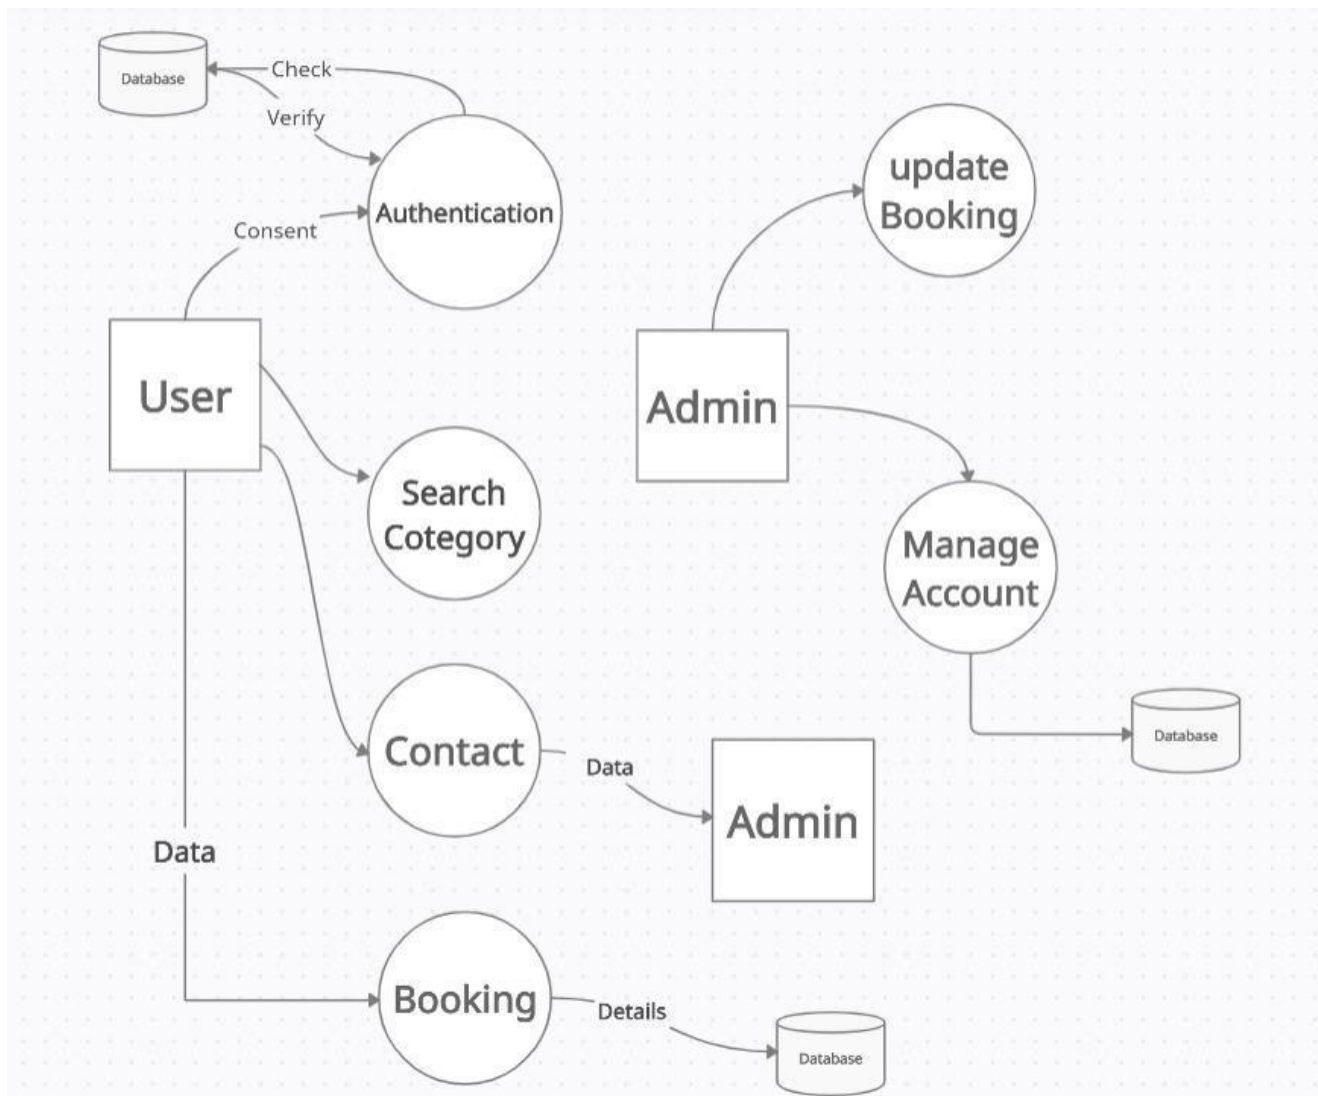 Database
Check
Verify
Authentication
Consent
User
Search
Cotegory
Contact
Data
Admin
Data
Booking
Details
Database
update
Booking
Admin
Manage
Account
Database